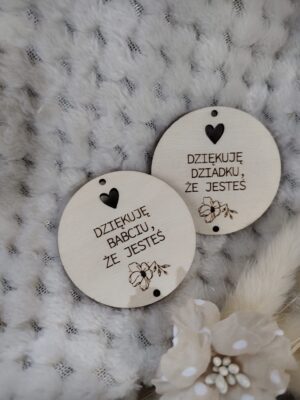 DZIĘKUJĘ
DZIADKU,
ŻE JESTEŚ
DZIĘKUJĘ
BABCIU,
ŻE JESTEŚ